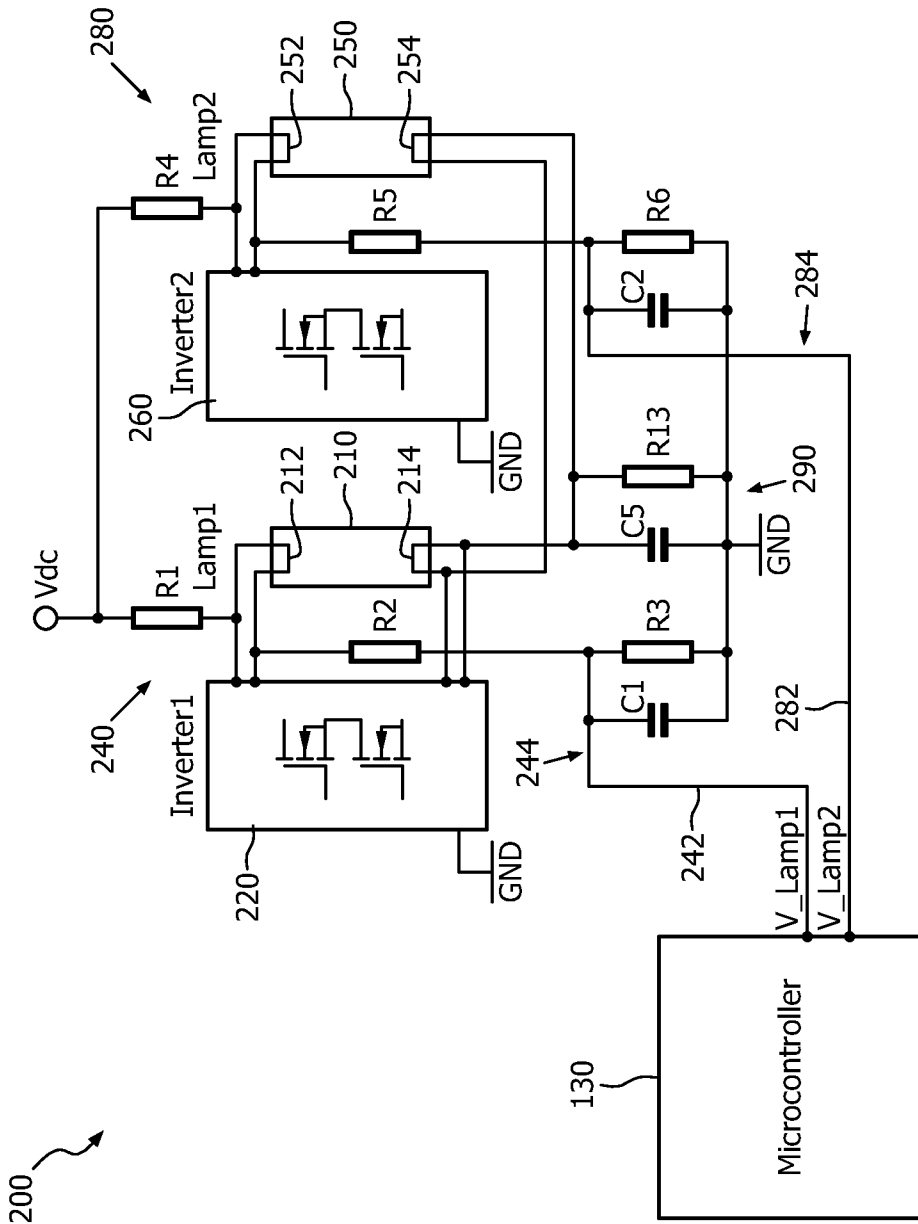 200
Vdc
280
240
R1
R4
Lamp1
Lamp2
Inverter1
Inverter2
212
252
220
260
210
250
214
254
R2
R5
GND
GND
244
C1
R3
C5
R13
C2
R6
242
GND
290
284
282
V_Lamp1
V_Lamp2
130
Microcontroller